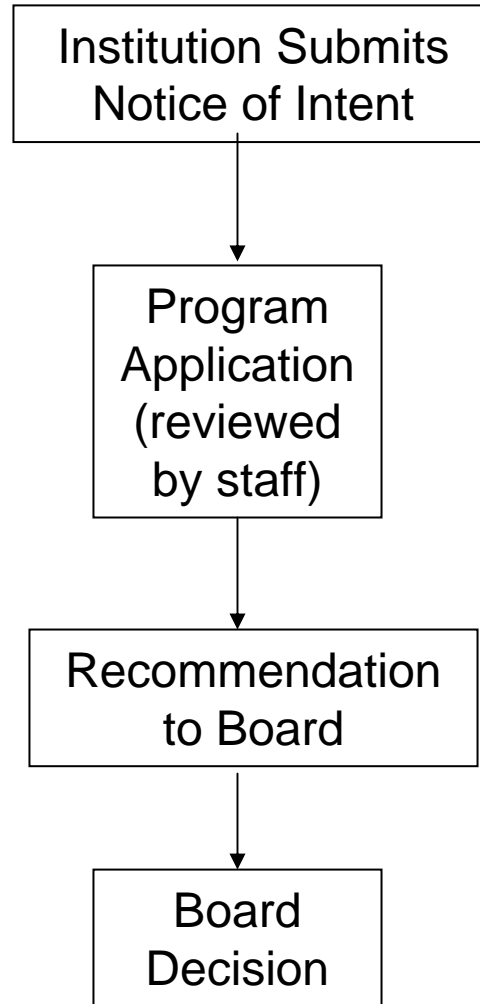 Institution Submits
Notice of Intent
Program
Application
(reviewed
by staff)
Recommendation
to Board
Board
Decision